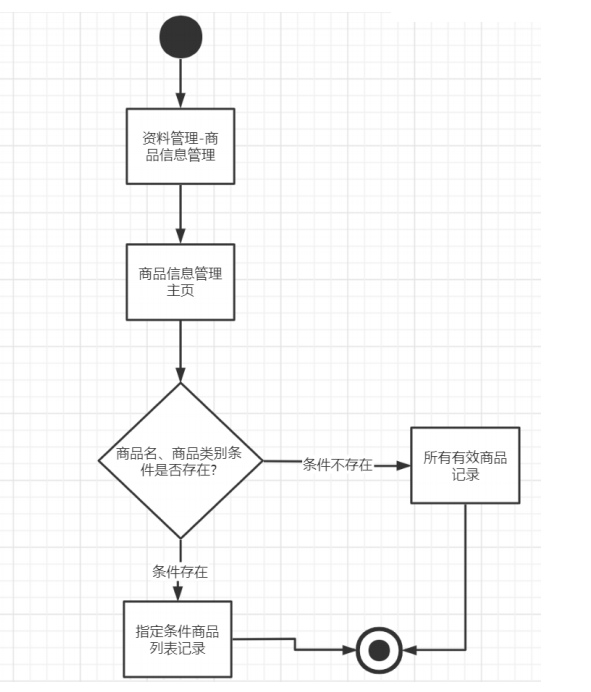 资料管理-商
品信息管理
商品信息管理
主页
商品名、商品类别条
件是否存在?
条件不存在
所有有效商品
记录
条件存在
指定条件商品
列表记录